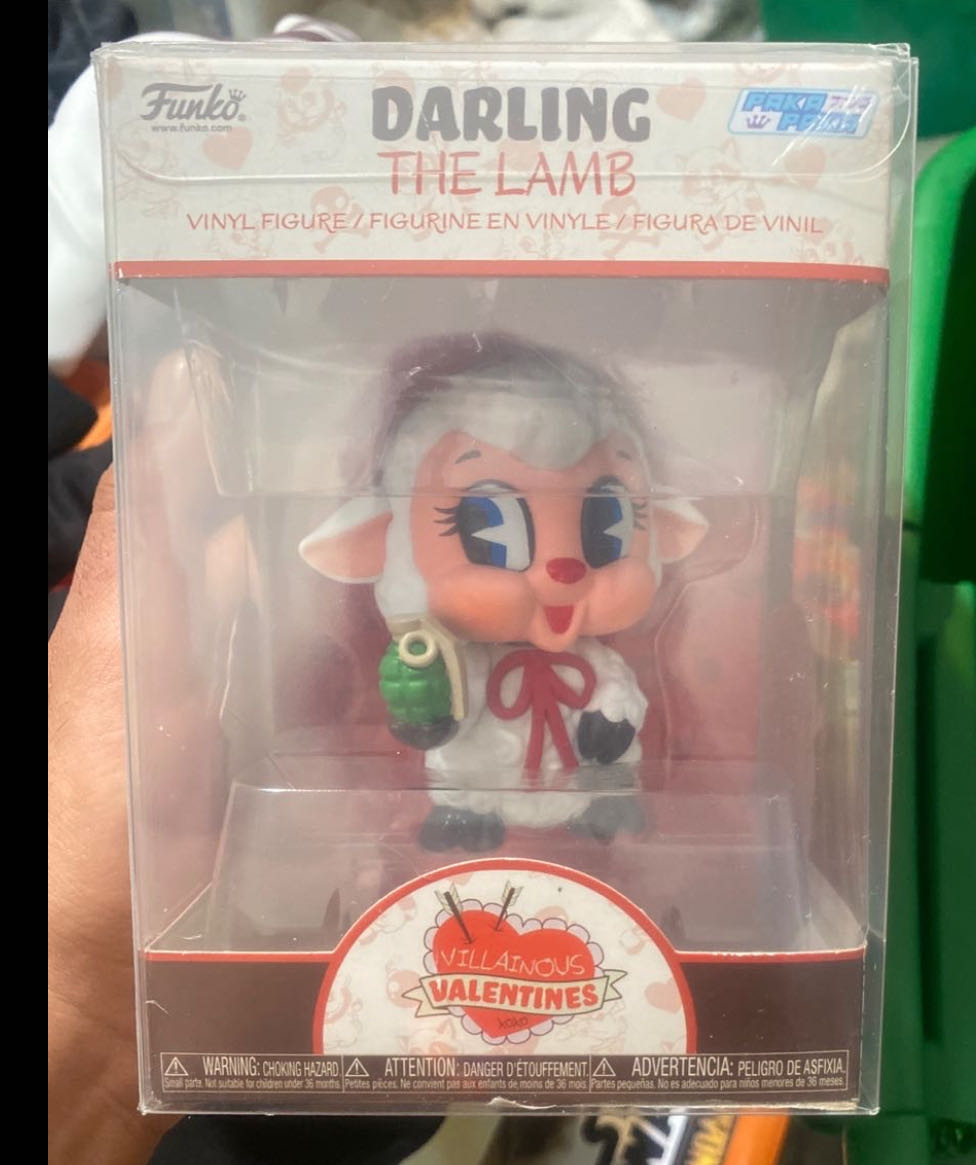 Funko
www.funko.com
DARLING
THE LAMB
PAKA
PAKA
VINYL FIGURE / FIGURINE EN VINYLE / FIGURA DE VINIL
VILLAINOUS
VALENTINES
xoxo
WARNING: CHOKING HAZARD.
Small parts. Not suitable for children under 36 months.
ATTENTION: DANGER D'ÉTOUFFEMENT.
Petites pièces. Ne convient pas aux enfants de moins de 36 mois.
ADVERTENCIA: PELIGRO DE ASFIXIA.
Partes pequeñas. No es adecuado para niños menores de 36 meses.